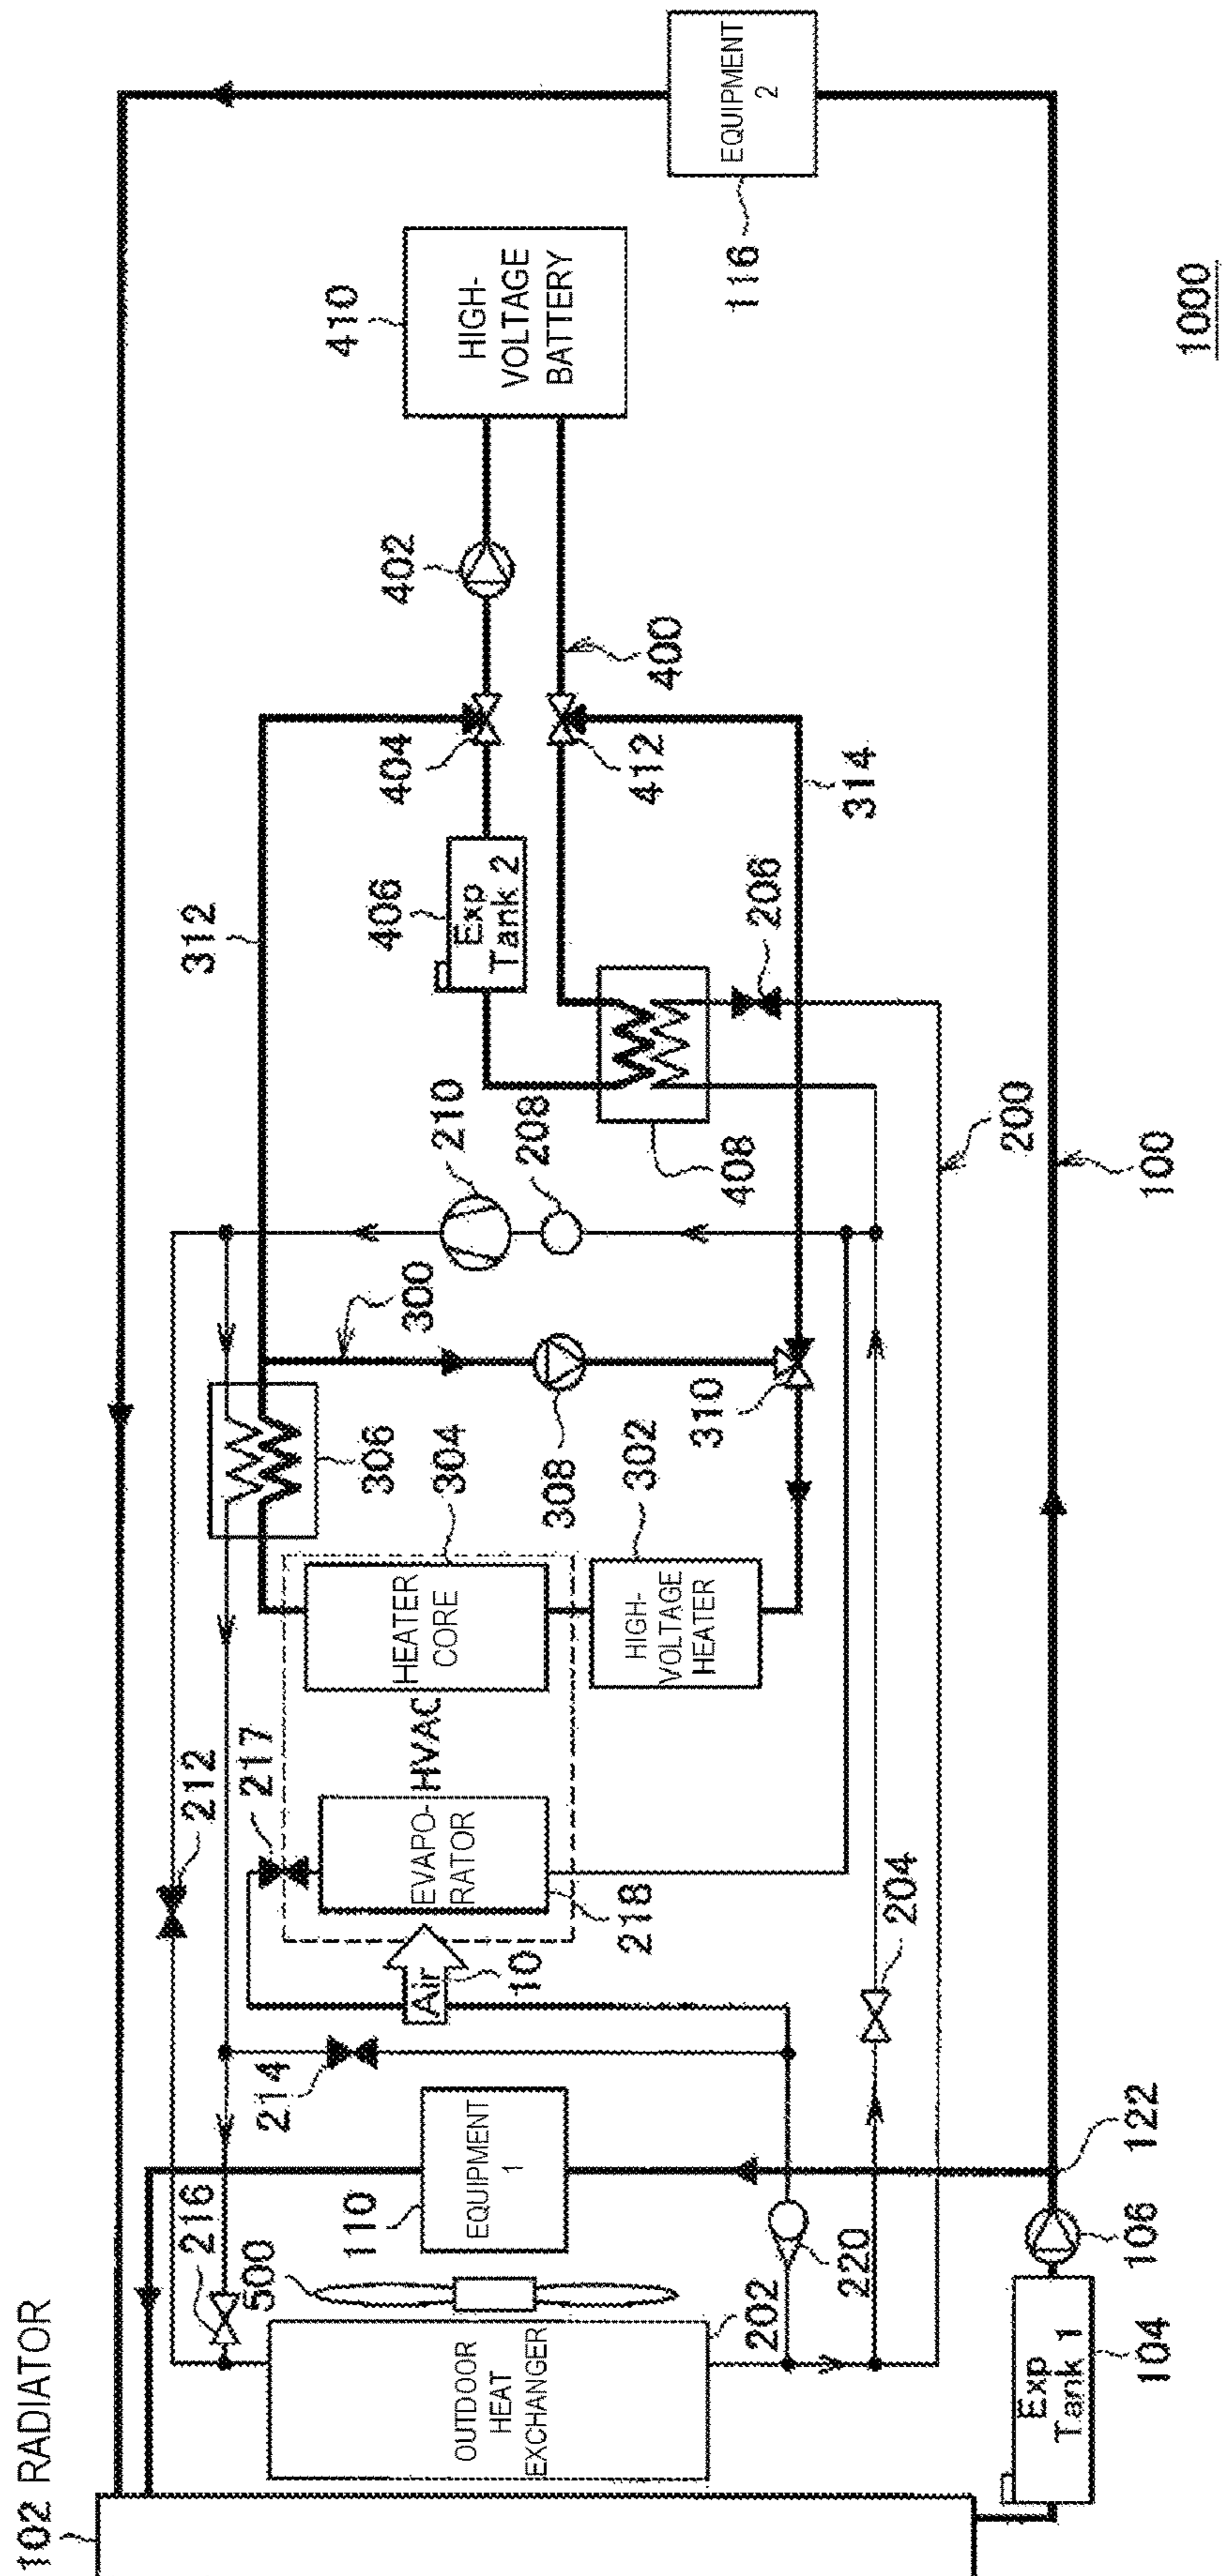 102 RADIATOR
OUTDOOR
HEAT
EXCHANGER
202
500
216
Exp
Tank 1
104
106
122
110
EQUIPMENT
1
220
214
204
Air
10
217
212
EVAPO-
RATOR
218
HVAC
HEATER
CORE
304
HIGH-
VOLTAGE
HEATER
302
306
308
310
300
210
208
408
200
100
206
312
406
Exp
Tank 2
404
402
412
314
400
410
HIGH-
VOLTAGE
BATTERY
EQUIPMENT
2
116
1000